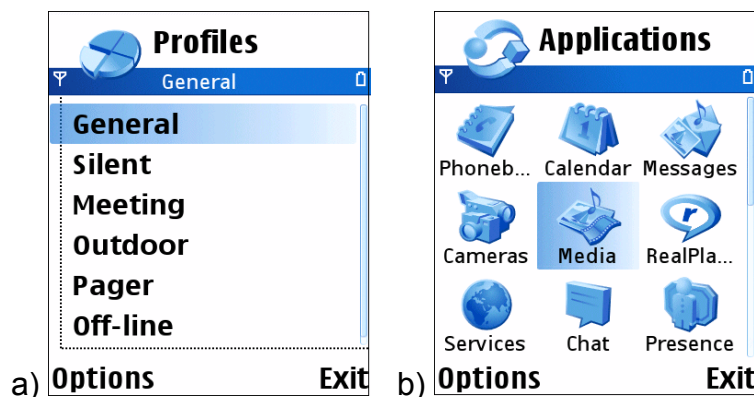 Profiles
General
General
Silent
Meeting
Outdoor
Pager
Off-line
a) Options Exit
Applications
1
Phoneb... Calendar Messages
r
Cameras Media RealPla...
Services Chat Presence
b) Options Exit